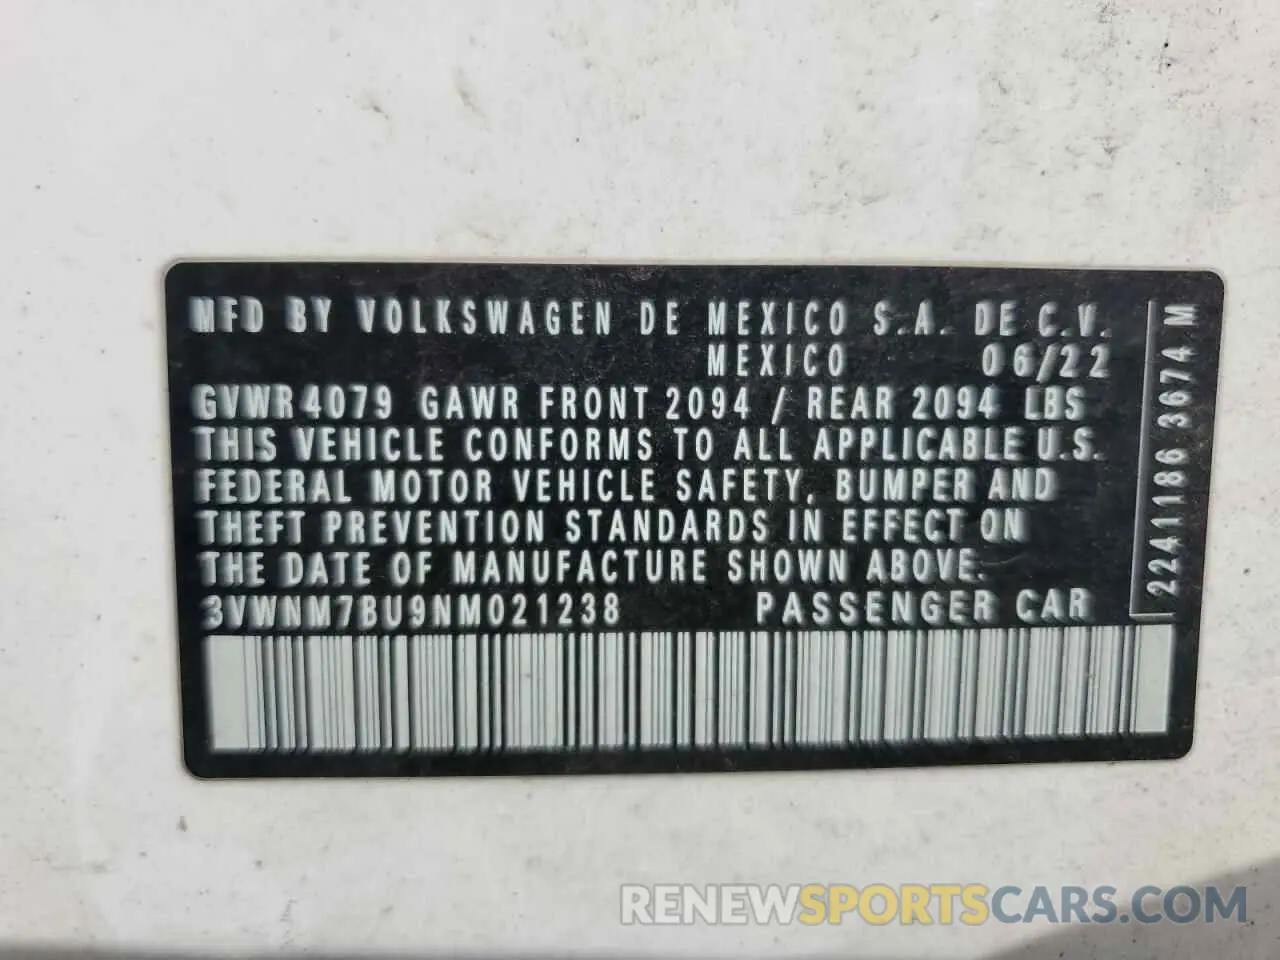 MFD BY VOLKSWAGEN DE MEXICO S.A. DE C.V.
MEXICO 06/22
GVWR 4079 GAWR FRONT 2094 / REAR 2094 LBS
THIS VEHICLE CONFORMS TO ALL APPLICABLE U.S.
FEDERAL MOTOR VEHICLE SAFETY, BUMPER AND
THEFT PREVENTION STANDARDS IN EFFECT ON
THE DATE OF MANUFACTURE SHOWN ABOVE.
3VWNM7BU9NM021238 PASSENGER CAR
2241186 3674 M
RENEWSPORTSCARS.COM